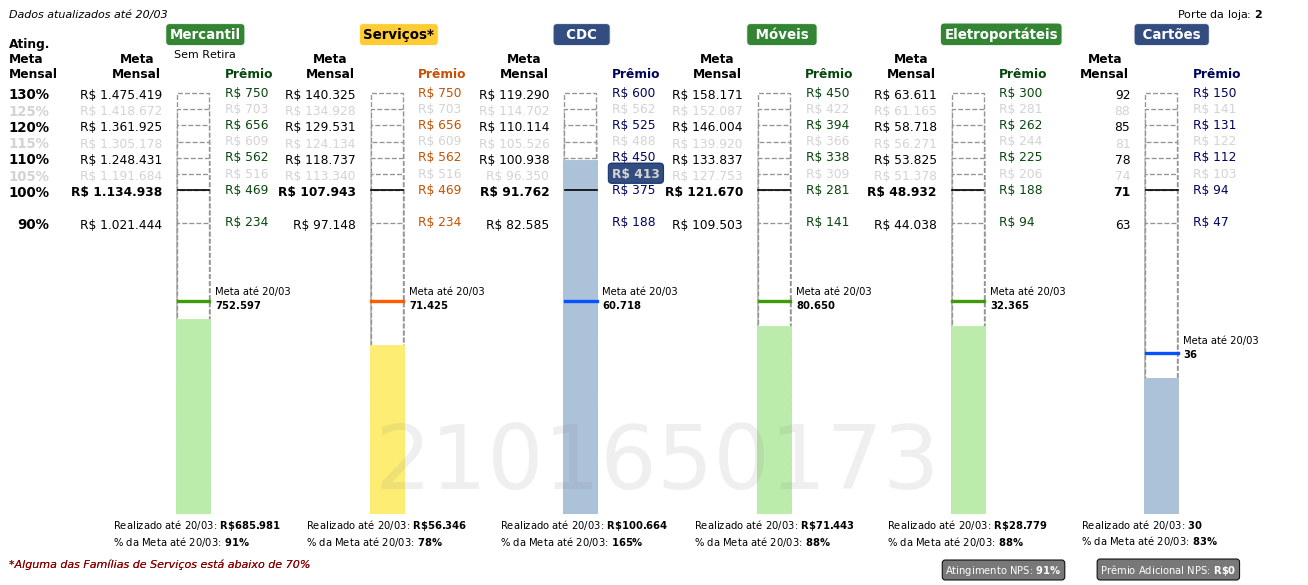 Dados atualizados até 20/03
Porte da loja: 2
Mercantil Serviços* CDC Móveis Eletroportáteis Cartões
Sem Retira
Ating. Meta Mensal
Meta Mensal Prêmio Meta Mensal Prêmio Meta Mensal Prêmio Meta Mensal Prêmio Meta Mensal Prêmio Meta Mensal Prêmio
130% R$ 1.475.419 R$ 750 R$ 140.325 R$ 750 R$ 119.290 R$ 600 R$ 158.171 R$ 450 R$ 63.611 R$ 300 92 R$ 150
125% R$ 1.418.672 R$ 703 R$ 134.928 R$ 703 R$ 114.702 R$ 562 R$ 152.087 R$ 422 R$ 61.165 R$ 281 88 R$ 141
120% R$ 1.361.925 R$ 656 R$ 129.531 R$ 656 R$ 110.114 R$ 525 R$ 146.004 R$ 394 R$ 58.718 R$ 262 85 R$ 131
115% R$ 1.305.178 R$ 609 R$ 124.134 R$ 609 R$ 105.526 R$ 488 R$ 139.920 R$ 366 R$ 56.271 R$ 244 81 R$ 122
110% R$ 1.248.431 R$ 562 R$ 118.737 R$ 562 R$ 100.938 R$ 450 R$ 133.837 R$ 338 R$ 53.825 R$ 225 78 R$ 112
105% R$ 1.191.684 R$ 516 R$ 113.340 R$ 516 R$ 96.350 R$ 413 R$ 127.753 R$ 309 R$ 51.378 R$ 206 74 R$ 103
100% R$ 1.134.938 R$ 469 R$ 107.943 R$ 469 R$ 91.762 R$ 375 R$ 121.670 R$ 281 R$ 48.932 R$ 188 71 R$ 94
90% R$ 1.021.444 R$ 234 R$ 97.148 R$ 234 R$ 82.585 R$ 188 R$ 109.503 R$ 141 R$ 44.038 R$ 94 63 R$ 47
Meta até 20/03 Meta até 20/03 Meta até 20/03 Meta até 20/03 Meta até 20/03
752.597 71.425 60.718 80.650 32.365
Meta até 20/03
36
2101650173
Realizado até 20/03: R$685.981 Realizado até 20/03: R$56.346 Realizado até 20/03: R$100.664 Realizado até 20/03: R$71.443 Realizado até 20/03: R$28.779 Realizado até 20/03: 30
% da Meta até 20/03: 91% % da Meta até 20/03: 78% % da Meta até 20/03: 165% % da Meta até 20/03: 88% % da Meta até 20/03: 88% % da Meta até 20/03: 83%
*Alguma das Famílias de Serviços está abaixo de 70%
Atingimento NPS: 91% Prêmio Adicional NPS: R$0